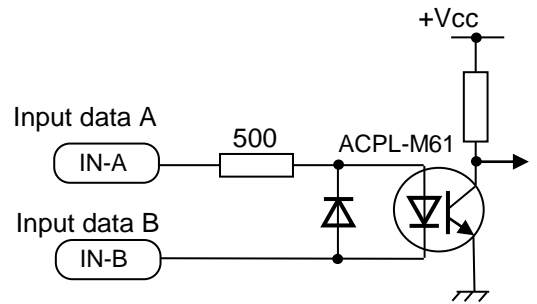 +Vcc
Input data A
500
ACPL-M61
IN-A
Input data B
IN-B